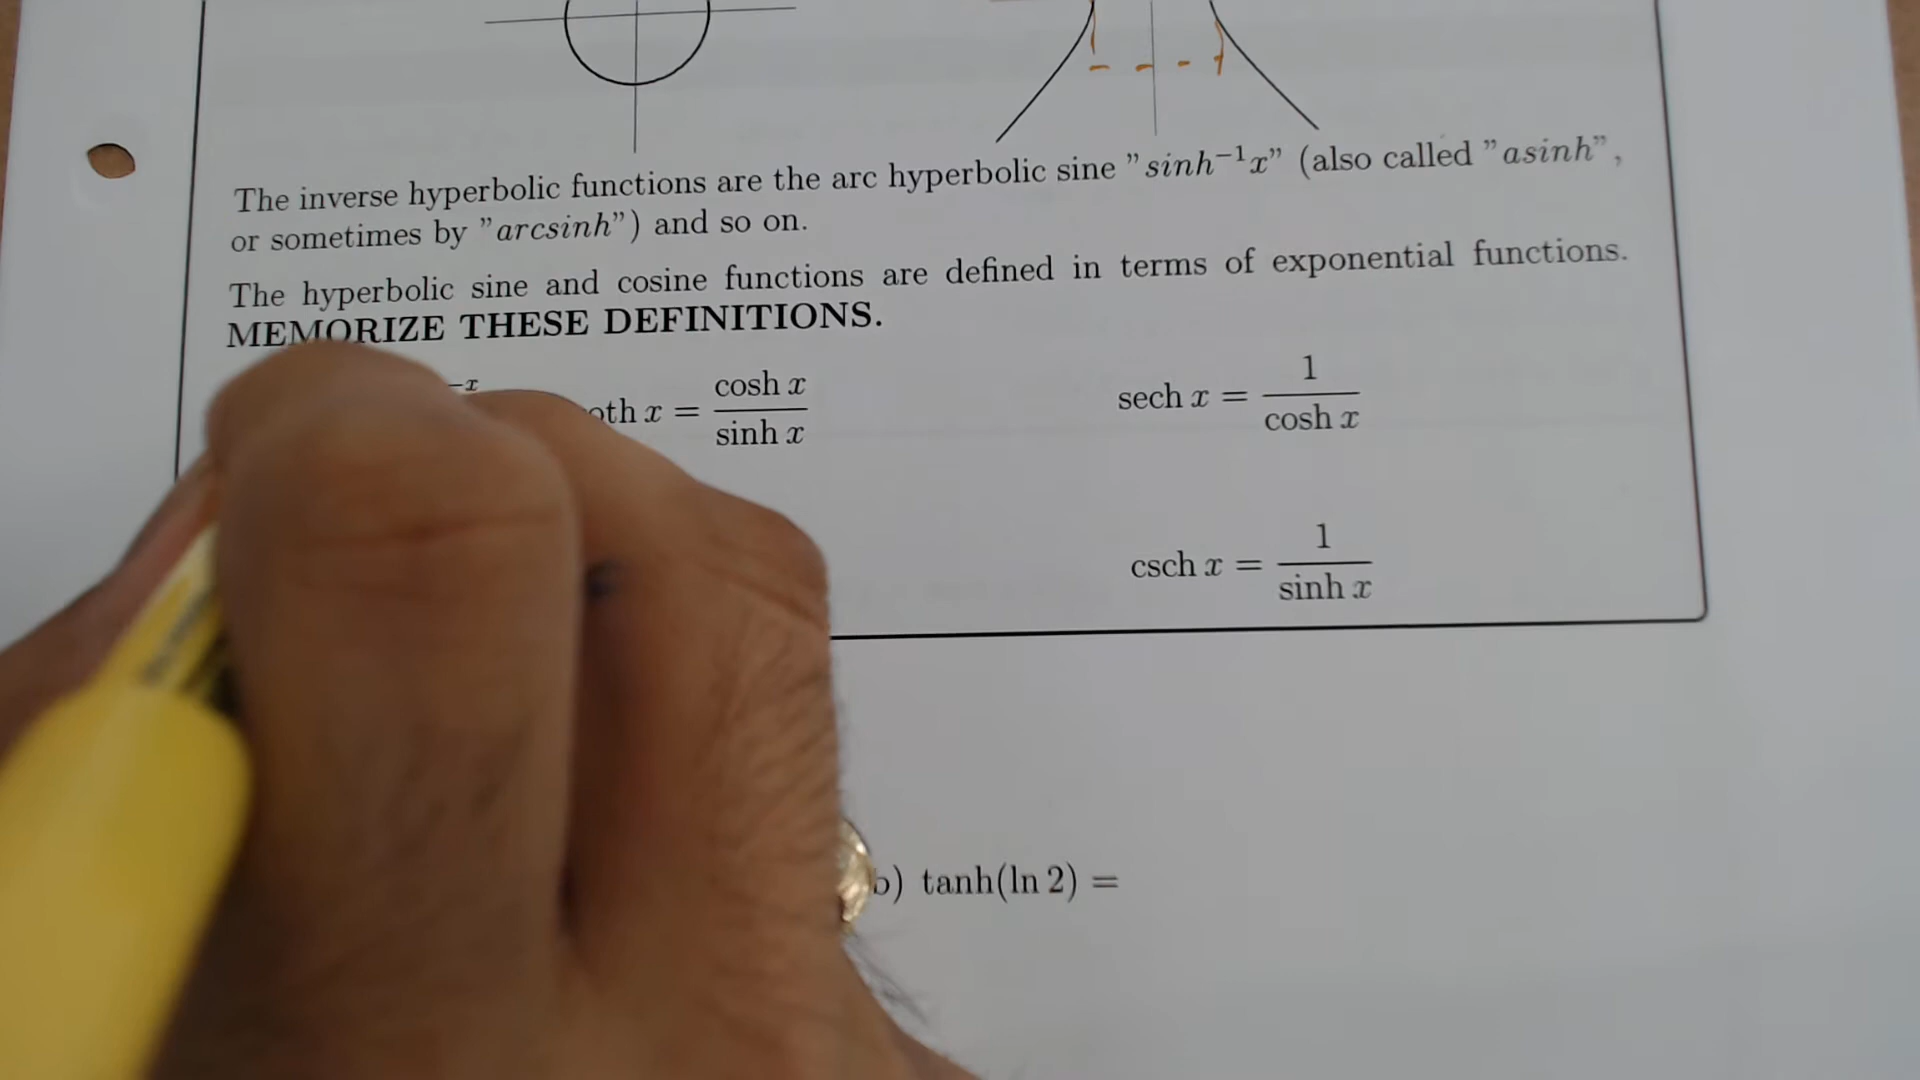 The inverse hyperbolic functions are the arc hyperbolic sine ”sinh⁻¹x” (also called ”asinh”,
or sometimes by ”arcsinh”) and so on.
The hyperbolic sine and cosine functions are defined in terms of exponential functions.
MEMORIZE THESE DEFINITIONS.
−x
oth x = cosh x / sinh x
sech x = 1 / cosh x
csch x = 1 / sinh x
b) tanh(ln 2) =